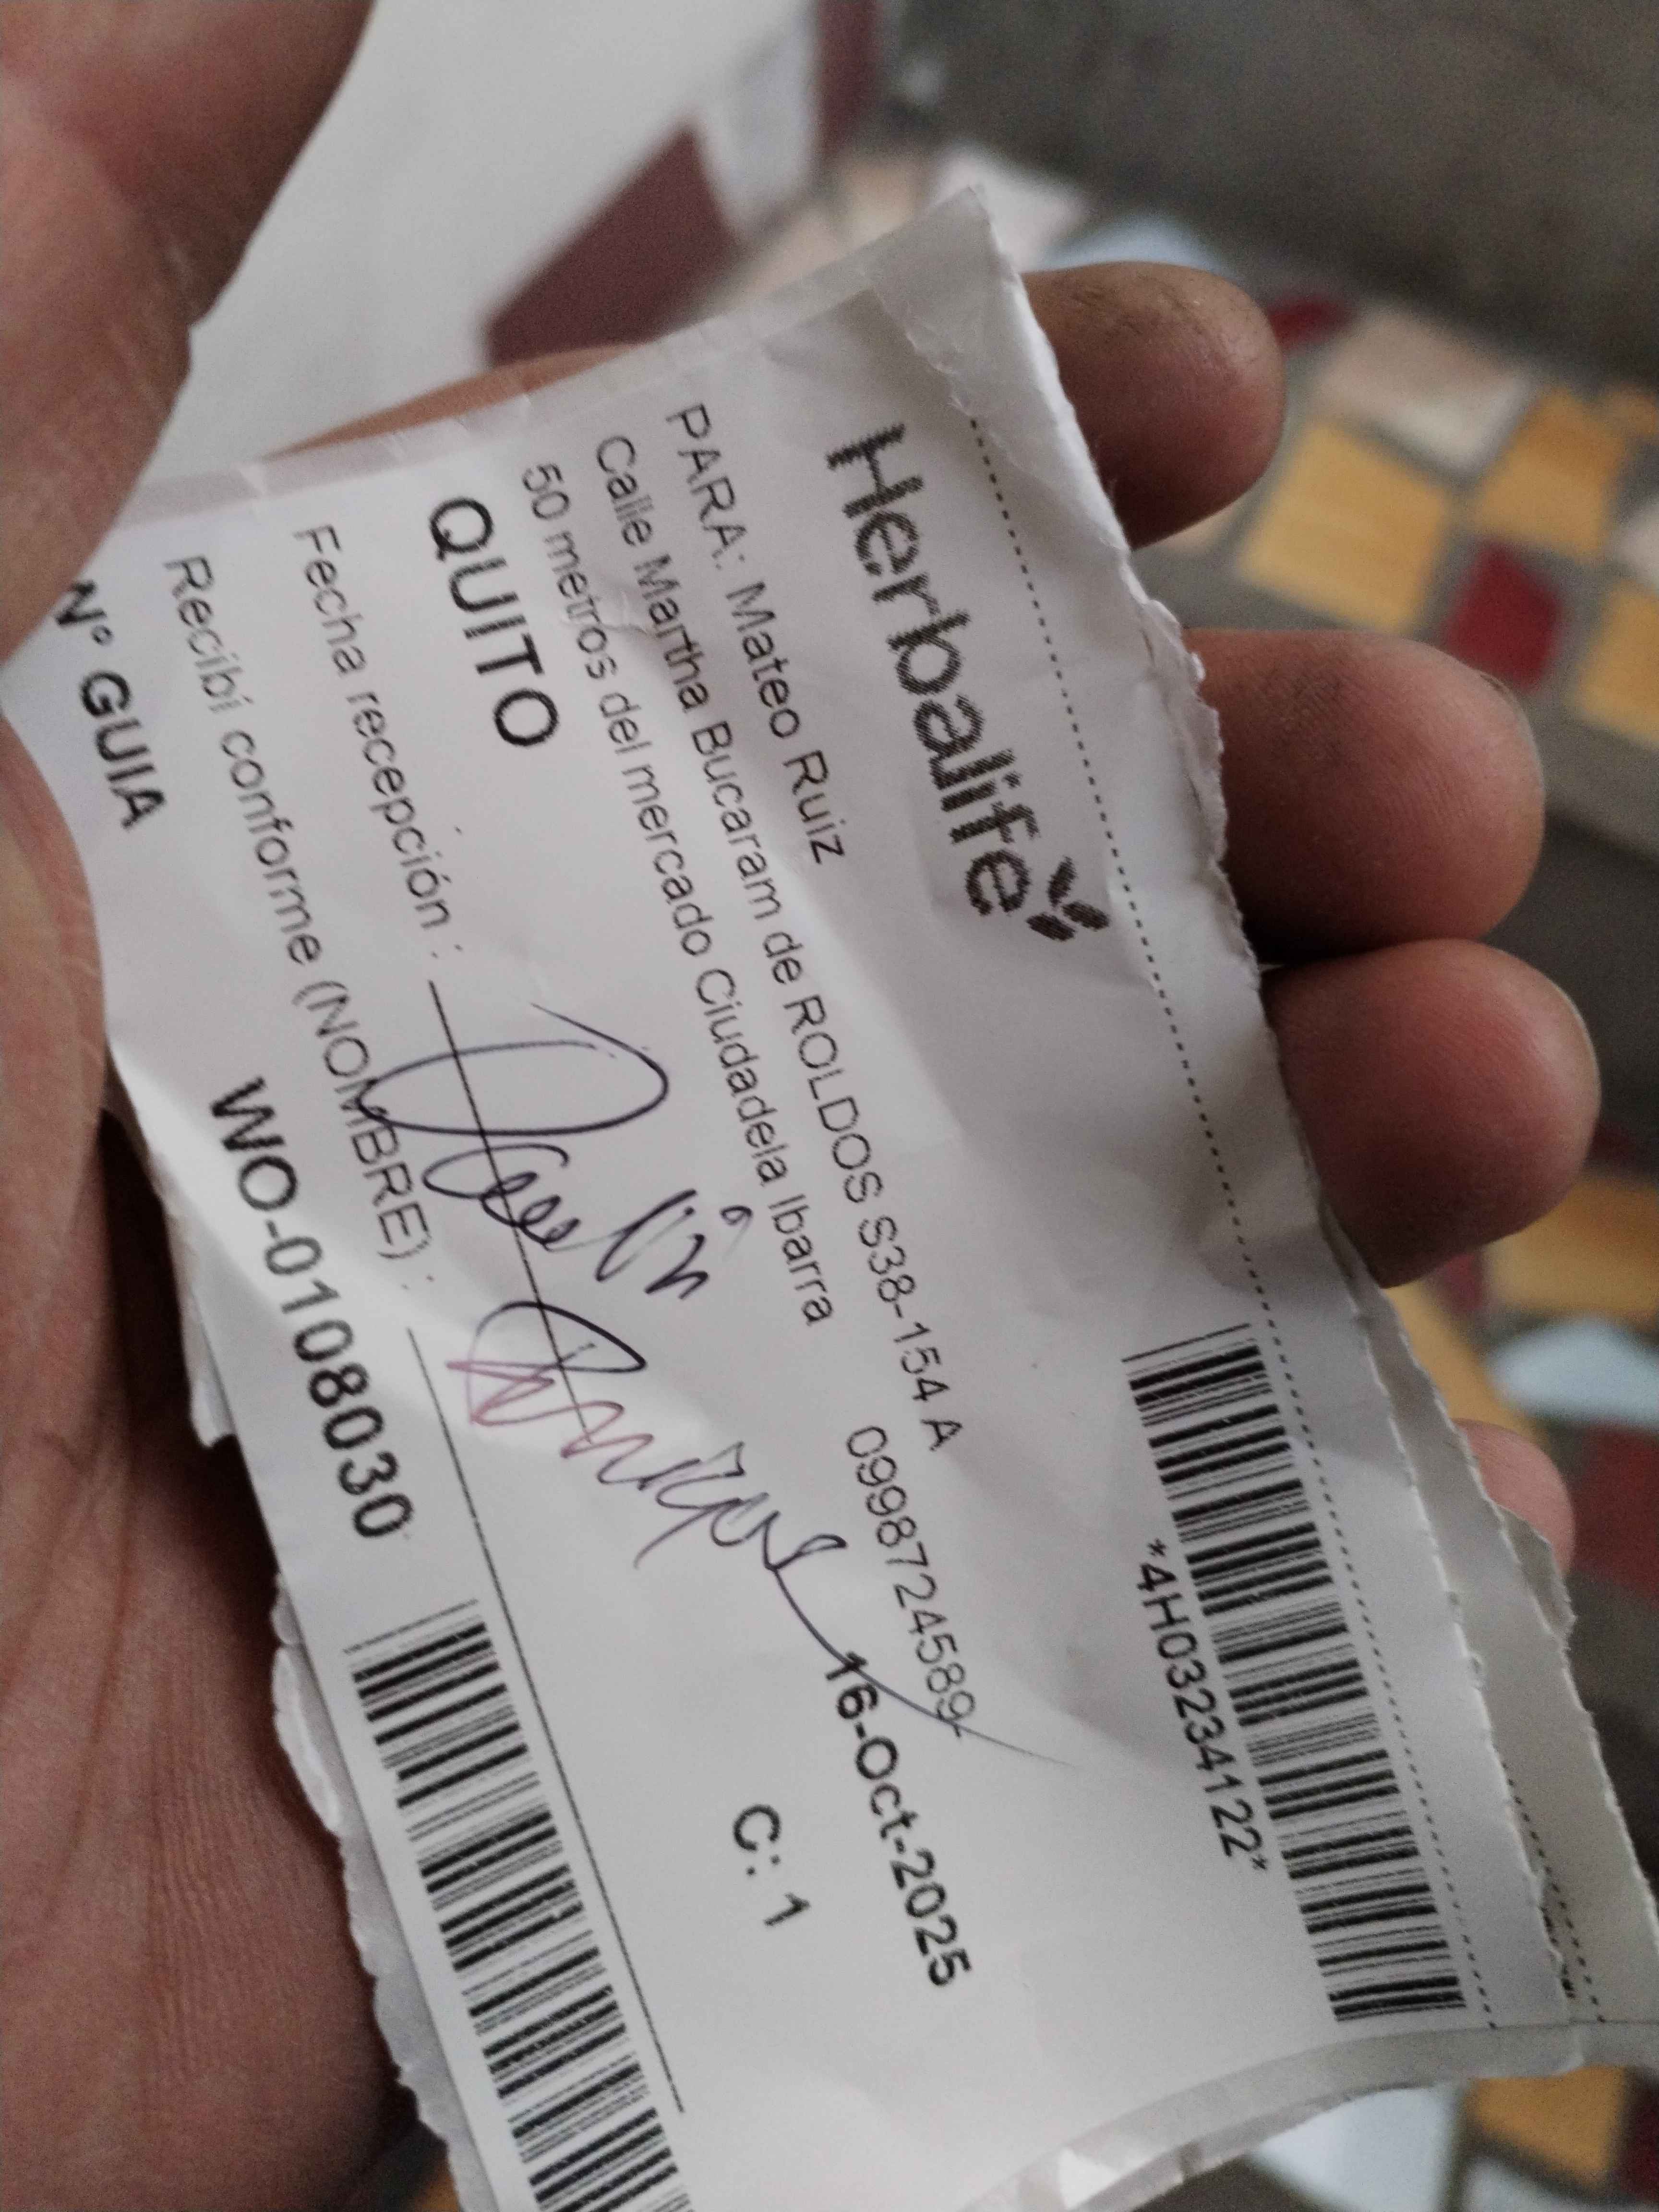 Herbalife
*4H03234122*
PARA: Mateo Ruiz
Calle Martha Bucaram de ROLDOS S38-154 A
50 metros del mercado Ciudadela Ibarra 0998724589-
QUITO 16-Oct-2025
C: 1
Fecha recepción :
Recibí conforme (NOMBRE) :
N° GUIA WO-0108030